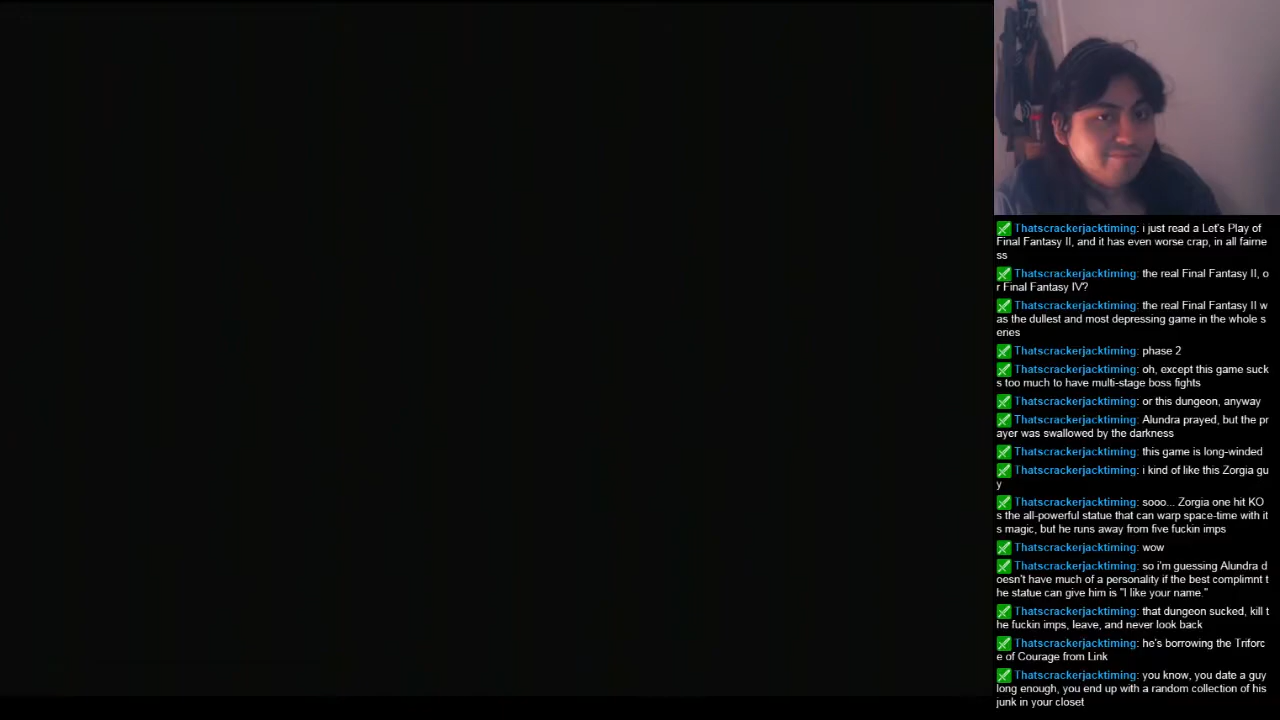 Thatscrackerjacktiming: i just read a Let's Play of
Final Fantasy II, and it has even worse crap, in all fairne
ss
Thatscrackerjacktiming: the real Final Fantasy II, o
r Final Fantasy IV?
Thatscrackerjacktiming: the real Final Fantasy II w
as the dullest and most depressing game in the whole s
eries
Thatscrackerjacktiming: phase 2
Thatscrackerjacktiming: oh, except this game suck
s too much to have multi-stage boss fights
Thatscrackerjacktiming: or this dungeon, anyway
Thatscrackerjacktiming: Alundra prayed, but the pr
ayer was swallowed by the darkness
Thatscrackerjacktiming: this game is long-winded
Thatscrackerjacktiming: i kind of like this Zorgia gu
y
Thatscrackerjacktiming: sooo... Zorgia one hit KO
s the all-powerful statue that can warp space-time with it
s magic, but he runs away from five fuckin imps
Thatscrackerjacktiming: wow
Thatscrackerjacktiming: so i'm guessing Alundra d
oesn't have much of a personality if the best complimnt t
he statue can give him is "I like your name."
Thatscrackerjacktiming: that dungeon sucked, kill t
he fuckin imps, leave, and never look back
Thatscrackerjacktiming: he's borrowing the Triforc
e of Courage from Link
Thatscrackerjacktiming: you know, you date a guy
long enough, you end up with a random collection of his
junk in your closet